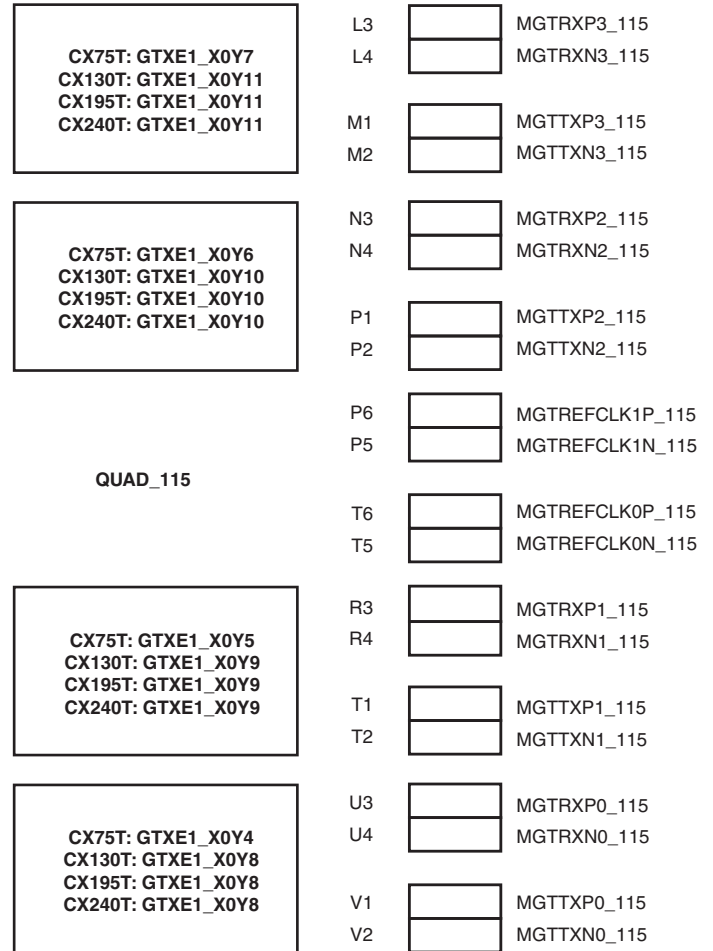 L3 MGTRXP3_115
L4 MGTRXN3_115
CX75T: GTXE1_X0Y7
CX130T: GTXE1_X0Y11
CX195T: GTXE1_X0Y11
CX240T: GTXE1_X0Y11
M1 MGTTXP3_115
M2 MGTTXN3_115
N3 MGTRXP2_115
N4 MGTRXN2_115
CX75T: GTXE1_X0Y6
CX130T: GTXE1_X0Y10
CX195T: GTXE1_X0Y10
CX240T: GTXE1_X0Y10
P1 MGTTXP2_115
P2 MGTTXN2_115
P6 MGTREFCLK1P_115
P5 MGTREFCLK1N_115
QUAD_115
T6 MGTREFCLK0P_115
T5 MGTREFCLK0N_115
R3 MGTRXP1_115
R4 MGTRXN1_115
CX75T: GTXE1_X0Y5
CX130T: GTXE1_X0Y9
CX195T: GTXE1_X0Y9
CX240T: GTXE1_X0Y9
T1 MGTTXP1_115
T2 MGTTXN1_115
U3 MGTRXP0_115
U4 MGTRXN0_115
CX75T: GTXE1_X0Y4
CX130T: GTXE1_X0Y8
CX195T: GTXE1_X0Y8
CX240T: GTXE1_X0Y8
V1 MGTTXP0_115
V2 MGTTXN0_115